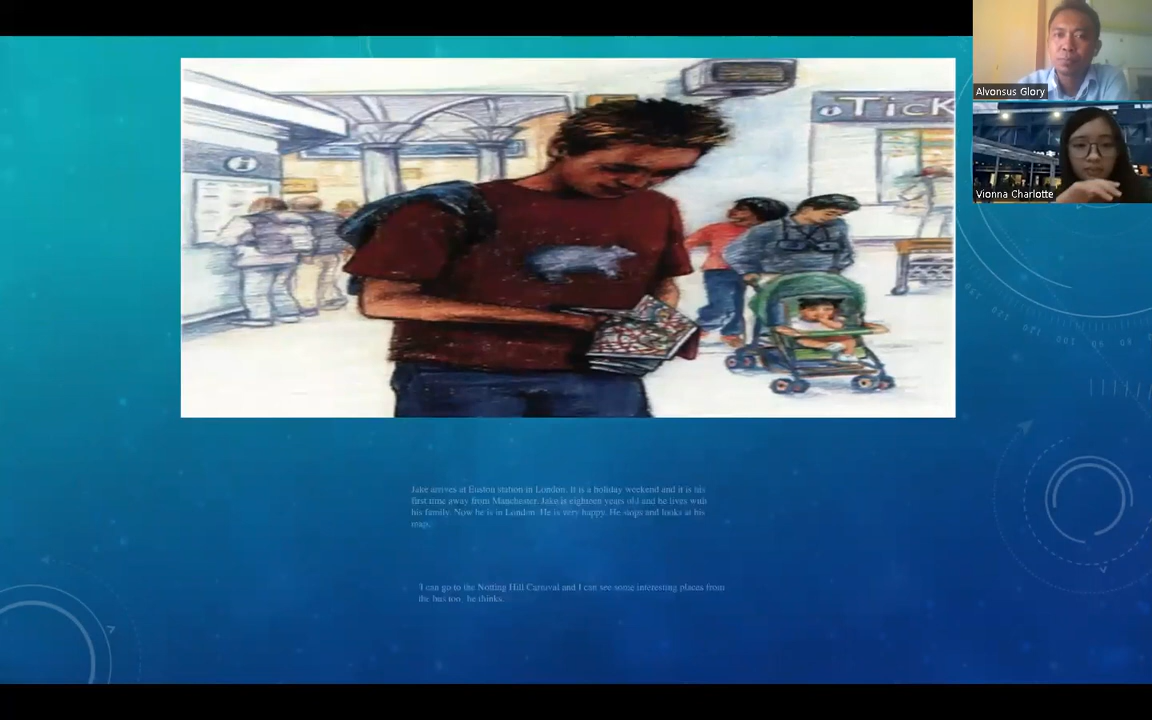 i
TicK
Alvonsus Glory
Vionna Charlotte
Jake arrives at Euston station in London. It is a holiday weekend and it is his
first time away from Manchester. Jake is eighteen years old and he lives with
his family. Now he is in London. He is very happy. He stops and looks at his
map.
'I can go to the Notting Hill Carnaval and I can see some interesting places from
the bus too he thinks.